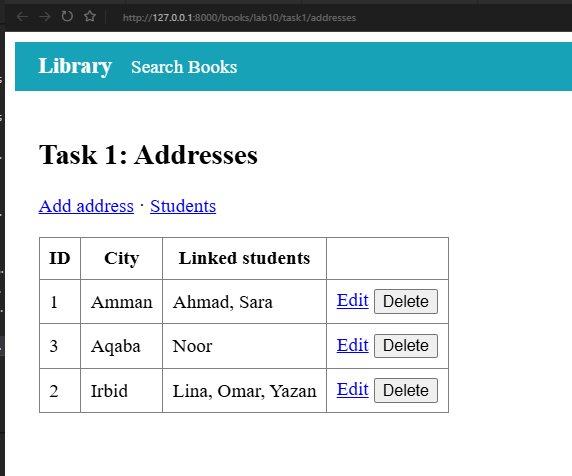 http://127.0.0.1:8000/books/lab10/task1/addresses
Library Search Books
Task 1: Addresses
Add address · Students
ID City Linked students
1 Amman Ahmad, Sara Edit Delete
3 Aqaba Noor Edit Delete
2 Irbid Lina, Omar, Yazan Edit Delete